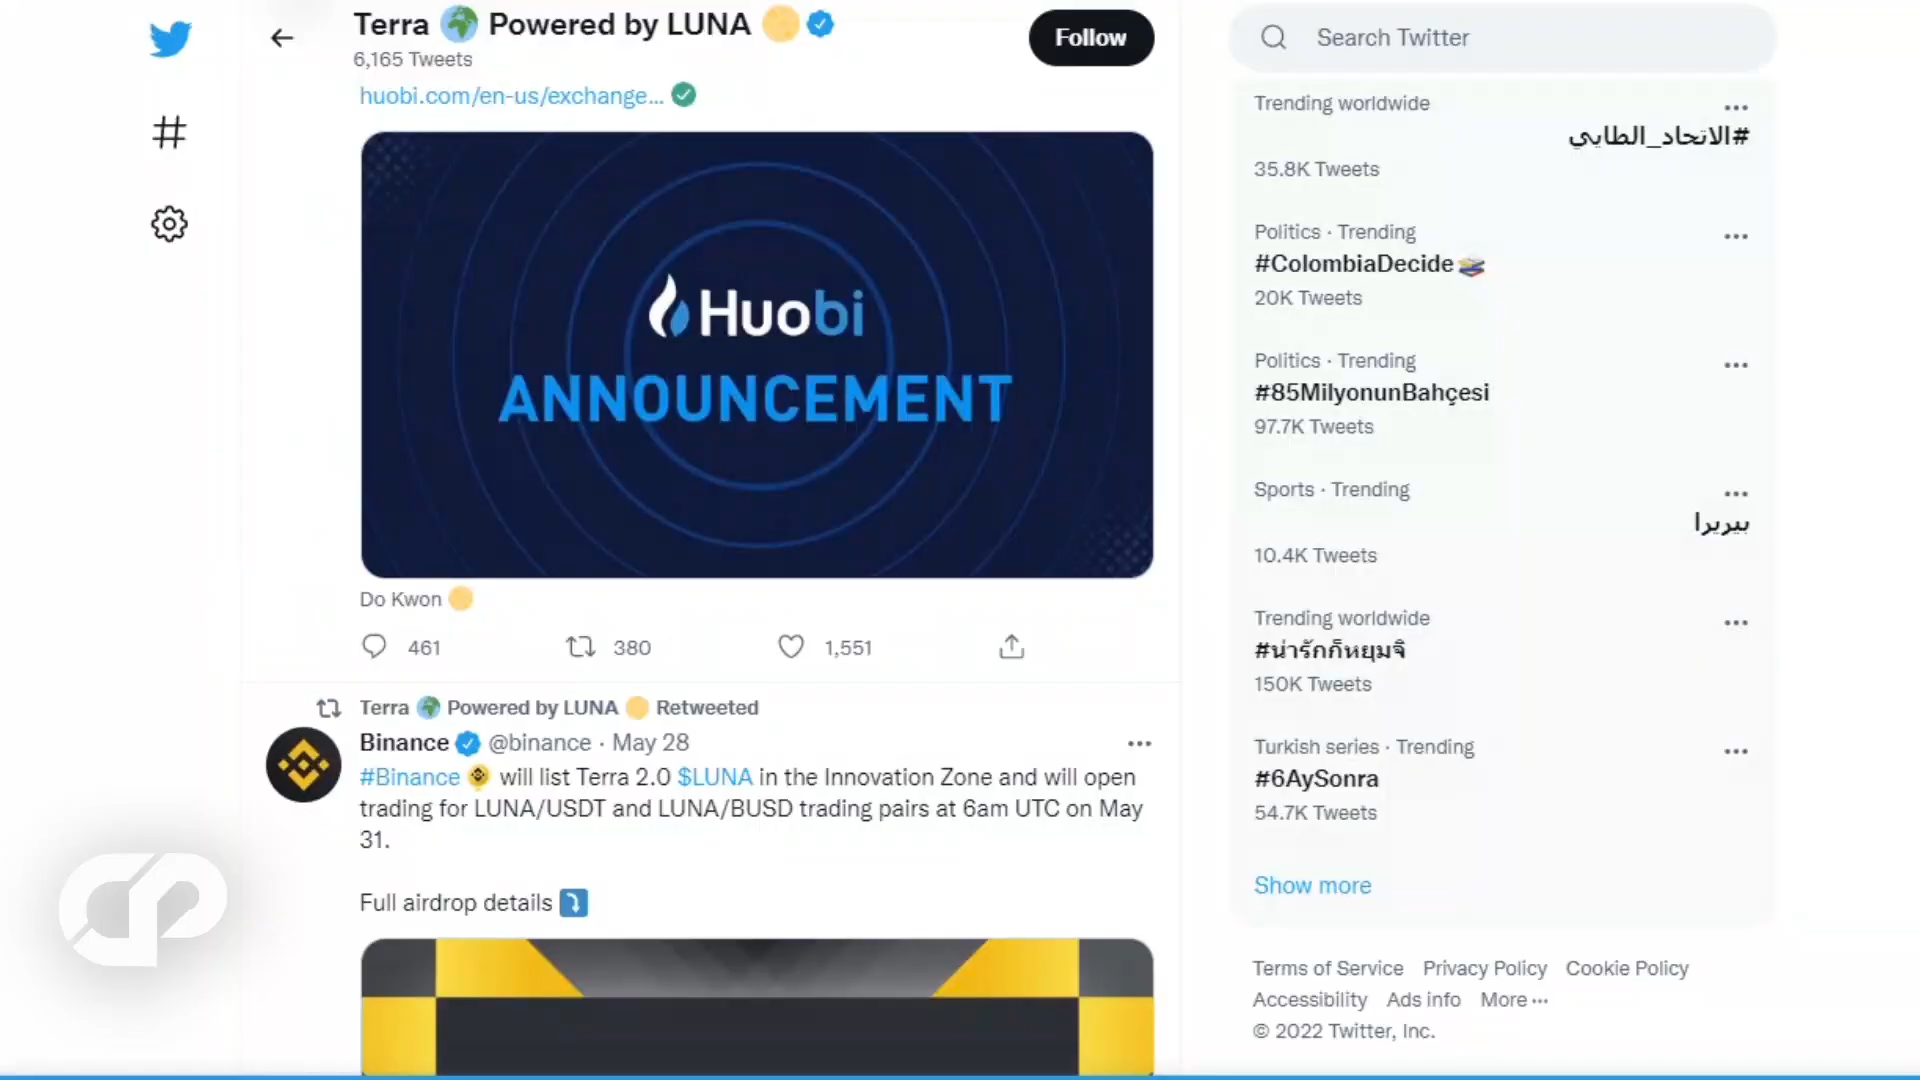 Terra 🌍 Powered by LUNA 🌕
6,165 Tweets
Follow
huobi.com/en-us/exchange... ✅
Huobi
ANNOUNCEMENT
Do Kwon 🌕
461 380 1,551
Terra 🌍 Powered by LUNA 🌕 Retweeted
Binance @binance · May 28
#Binance will list Terra 2.0 $LUNA in the Innovation Zone and will open
trading for LUNA/USDT and LUNA/BUSD trading pairs at 6am UTC on May
31.
Full airdrop details ⤵️
Search Twitter
Trending worldwide
#الاتحاد_الطايي
35.8K Tweets
Politics · Trending
#ColombiaDecide
20K Tweets
Politics · Trending
#85MilyonunBahçesi
97.7K Tweets
Sports · Trending
بيريرا
10.4K Tweets
Trending worldwide
#น่ารักก็หยุมจิ
150K Tweets
Turkish series · Trending
#6AySonra
54.7K Tweets
Show more
Terms of Service Privacy Policy Cookie Policy
Accessibility Ads info More ···
© 2022 Twitter, Inc.